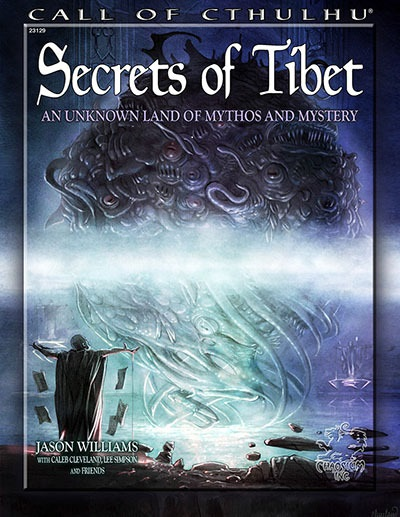 CALL OF CTHULHU®
23129
Secrets of Tibet
AN UNKNOWN LAND OF MYTHOS AND MYSTERY
JASON WILLIAMS
WITH CALEB CLEVELAND, LEE SIMPSON
AND FRIENDS
CHAOSIUM
INC